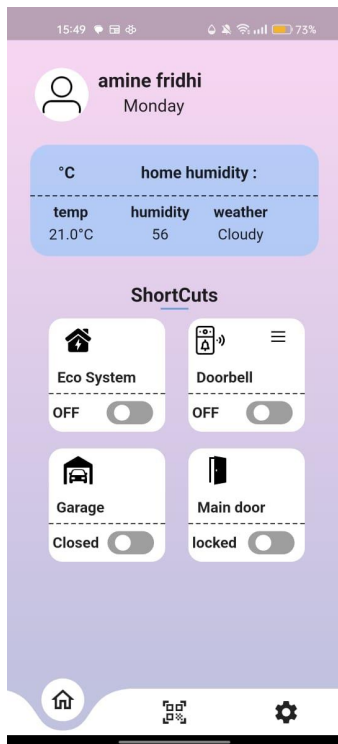 15:49 73%
amine fridhi
Monday
°C home humidity :
temp humidity weather
21.0°C 56 Cloudy
ShortCuts
Eco System Doorbell
OFF OFF
Garage Main door
Closed locked